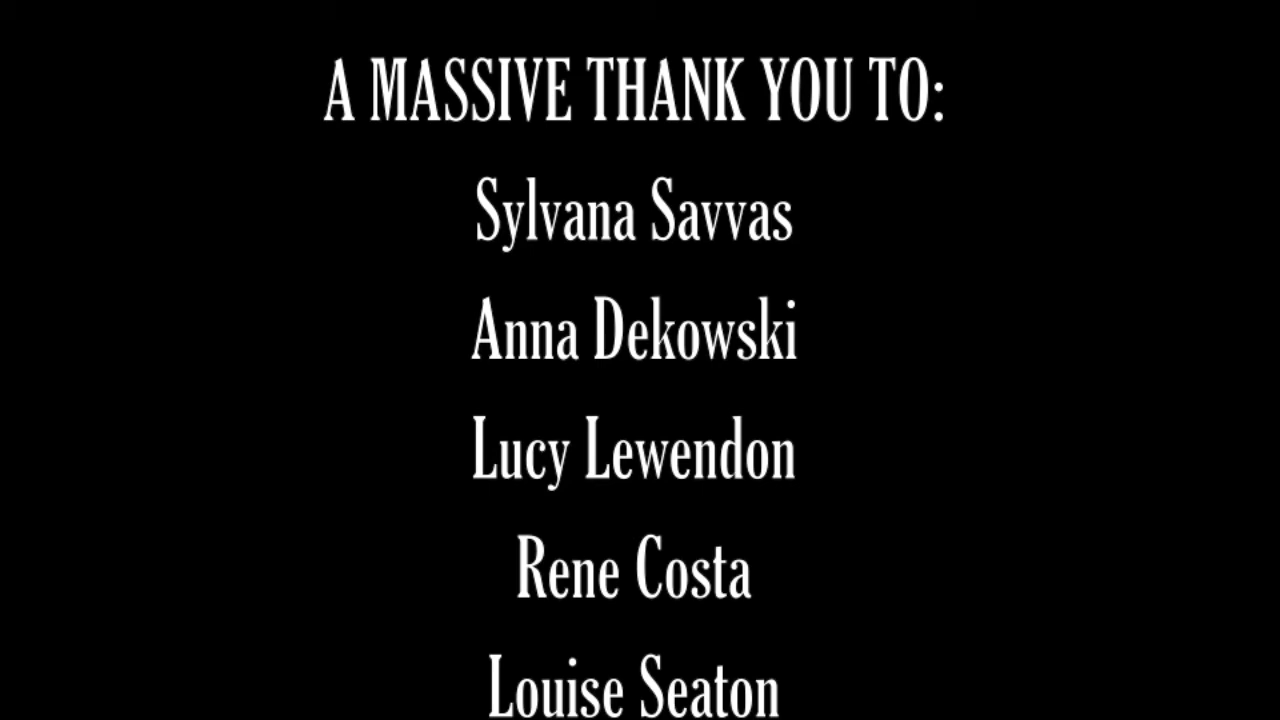 A MASSIVE THANK YOU TO:
Sylvana Savvas
Anna Dekowski
Lucy Lewendon
Rene Costa
Louise Seaton